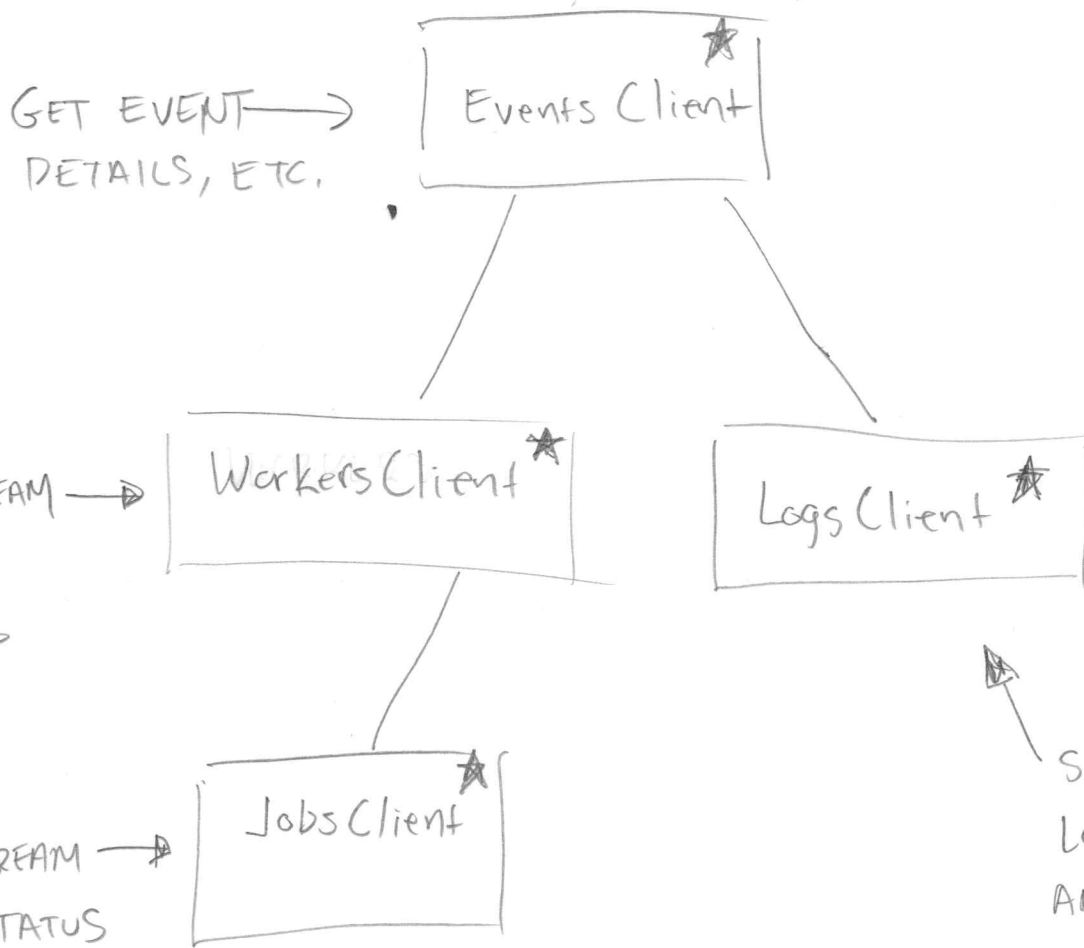 GET EVENT
DETAILS, ETC.
Events Client
EAM
Workers Client
Logs Client
Jobs Client
REAM
TATUS
S
L
A